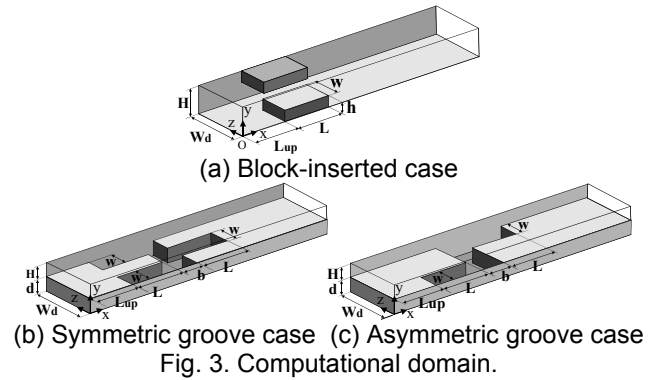 H
w
y
h
z
x
L
Wd
O
Lup
(a) Block-inserted case
w
w
w
H
b
L
d
y
L
z
Lup
Wd
x
w
H
b
L
d
y
L
z
Lup
Wd
x
w
(b) Symmetric groove case (c) Asymmetric groove case
Fig. 3. Computational domain.